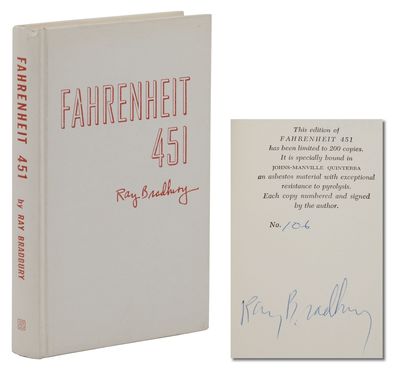 FAHRENHEIT 451 by RAY BRADBURY
FAHRENHEIT
451
Ray Bradbury
This edition of
FAHRENHEIT 451
has been limited to 200 copies.
It is specially bound in
JOHNS-MANVILLE QUINTERRA
an asbestos material with exceptional
resistance to pyrolysis.
Each copy numbered and signed
by the author.
No. 106
Ray Bradbury